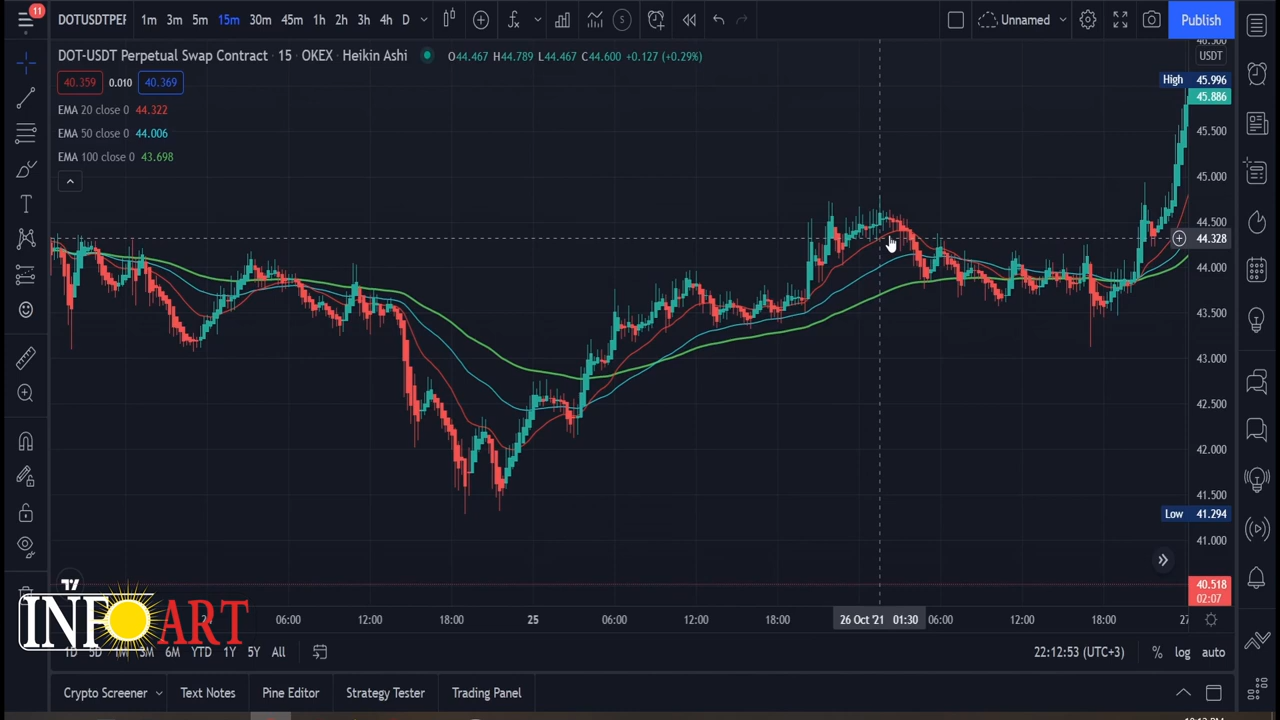 11
DOTUSDTPEF
1m 3m 5m 15m 30m 45m 1h 2h 3h 4h D
S
Unnamed
Publish
DOT-USDT Perpetual Swap Contract · 15 · OKEX · Heikin Ashi
O44.467 H44.789 L44.467 C44.600 +0.127 (+0.29%)
USDT
40.359 0.010 40.369
High 45.996
45.886
EMA 20 close 0 44.322
EMA 50 close 0 44.006
EMA 100 close 0 43.698
45.500
45.000
44.500
44.328
44.000
43.500
43.000
42.500
42.000
41.500
Low 41.294
41.000
40.518
02:07
INFO ART
06:00 12:00 18:00 25 06:00 12:00 18:00 26 Oct '21 01:30 06:00 12:00 18:00 27
1D 5D 1M 3M 6M YTD 1Y 5Y All
22:12:53 (UTC+3) % log auto
Crypto Screener Text Notes Pine Editor Strategy Tester Trading Panel